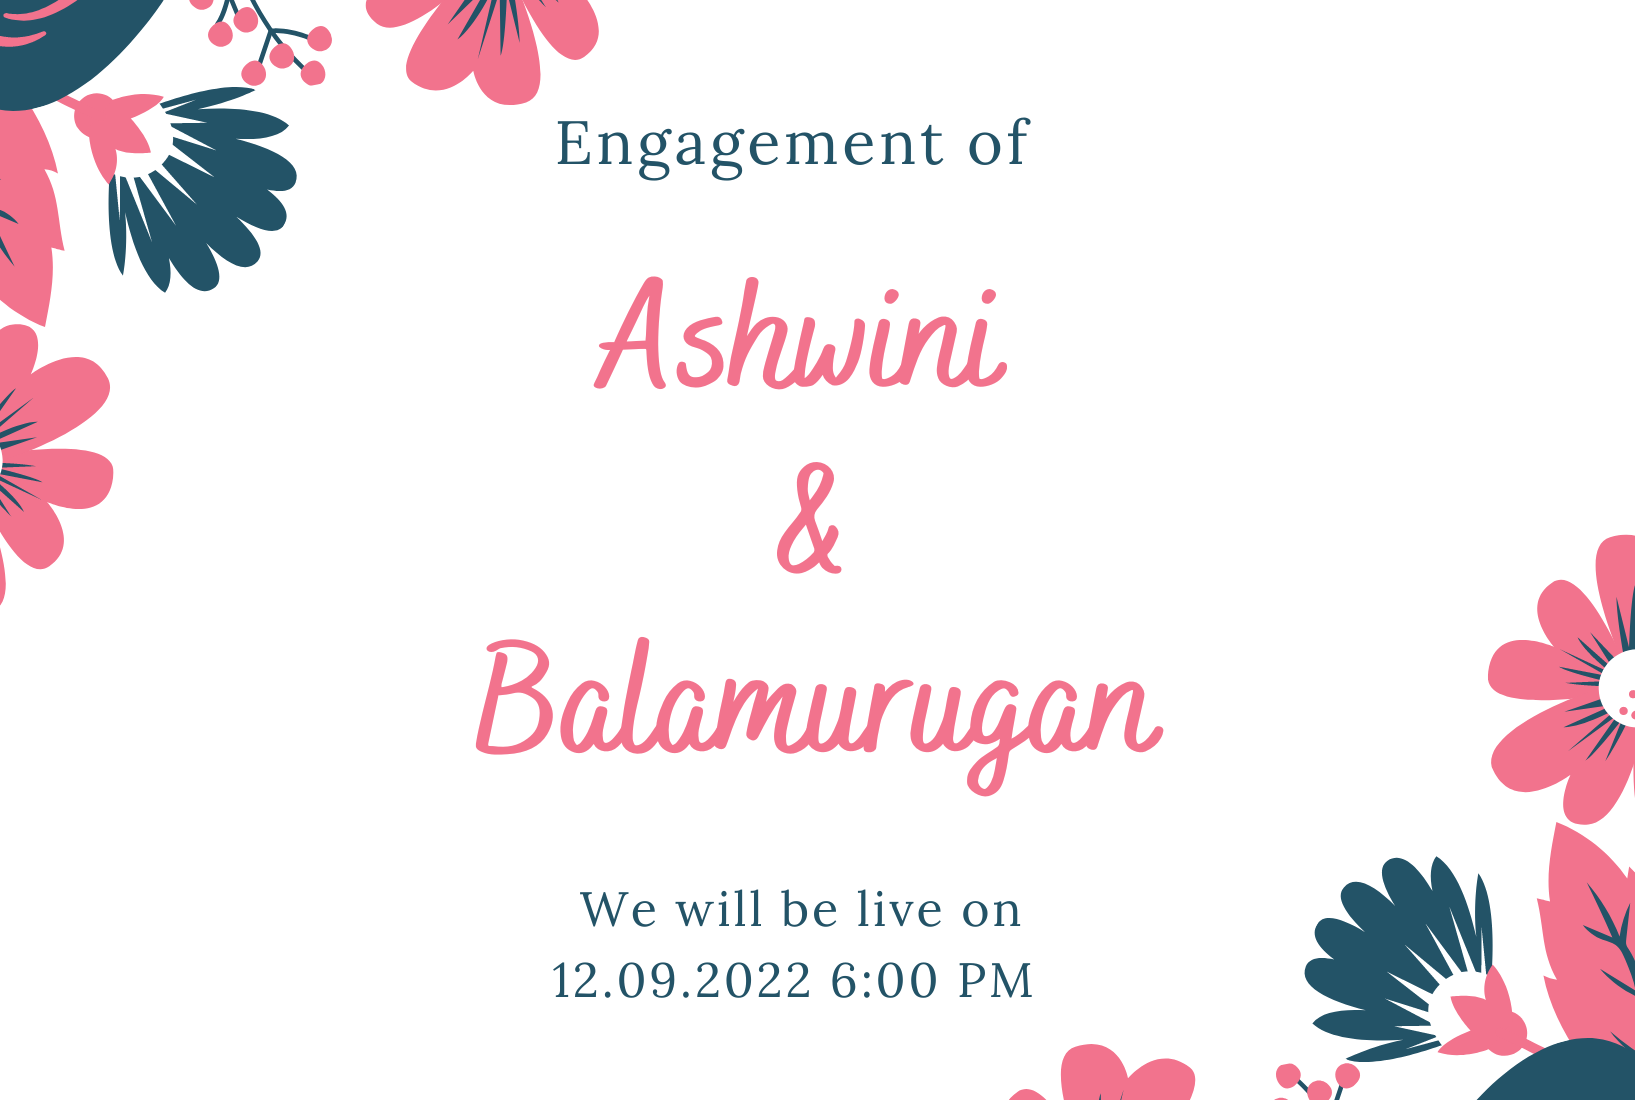 Engagement of
Ashwini
&
Balamurugan
We will be live on
12.09.2022 6:00 PM